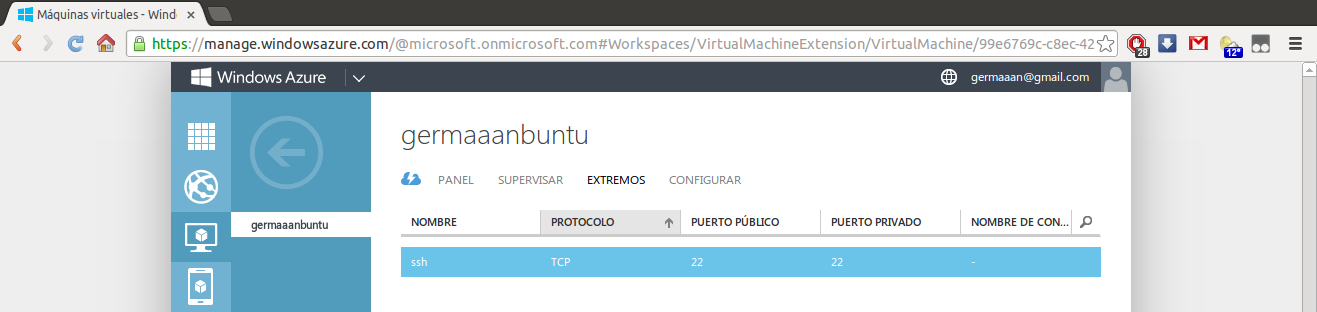 Máquinas virtuales - Wind
https://manage.windowsazure.com/@microsoft.onmicrosoft.com#Workspaces/VirtualMachineExtension/VirtualMachine/99e6769c-c8ec-42
28
12°
Windows Azure
germaaan@gmail.com
germaaanbuntu
PANEL SUPERVISAR EXTREMOS CONFIGURAR
germaaanbuntu
NOMBRE PROTOCOLO PUERTO PÚBLICO PUERTO PRIVADO NOMBRE DE CON...
ssh TCP 22 22 -